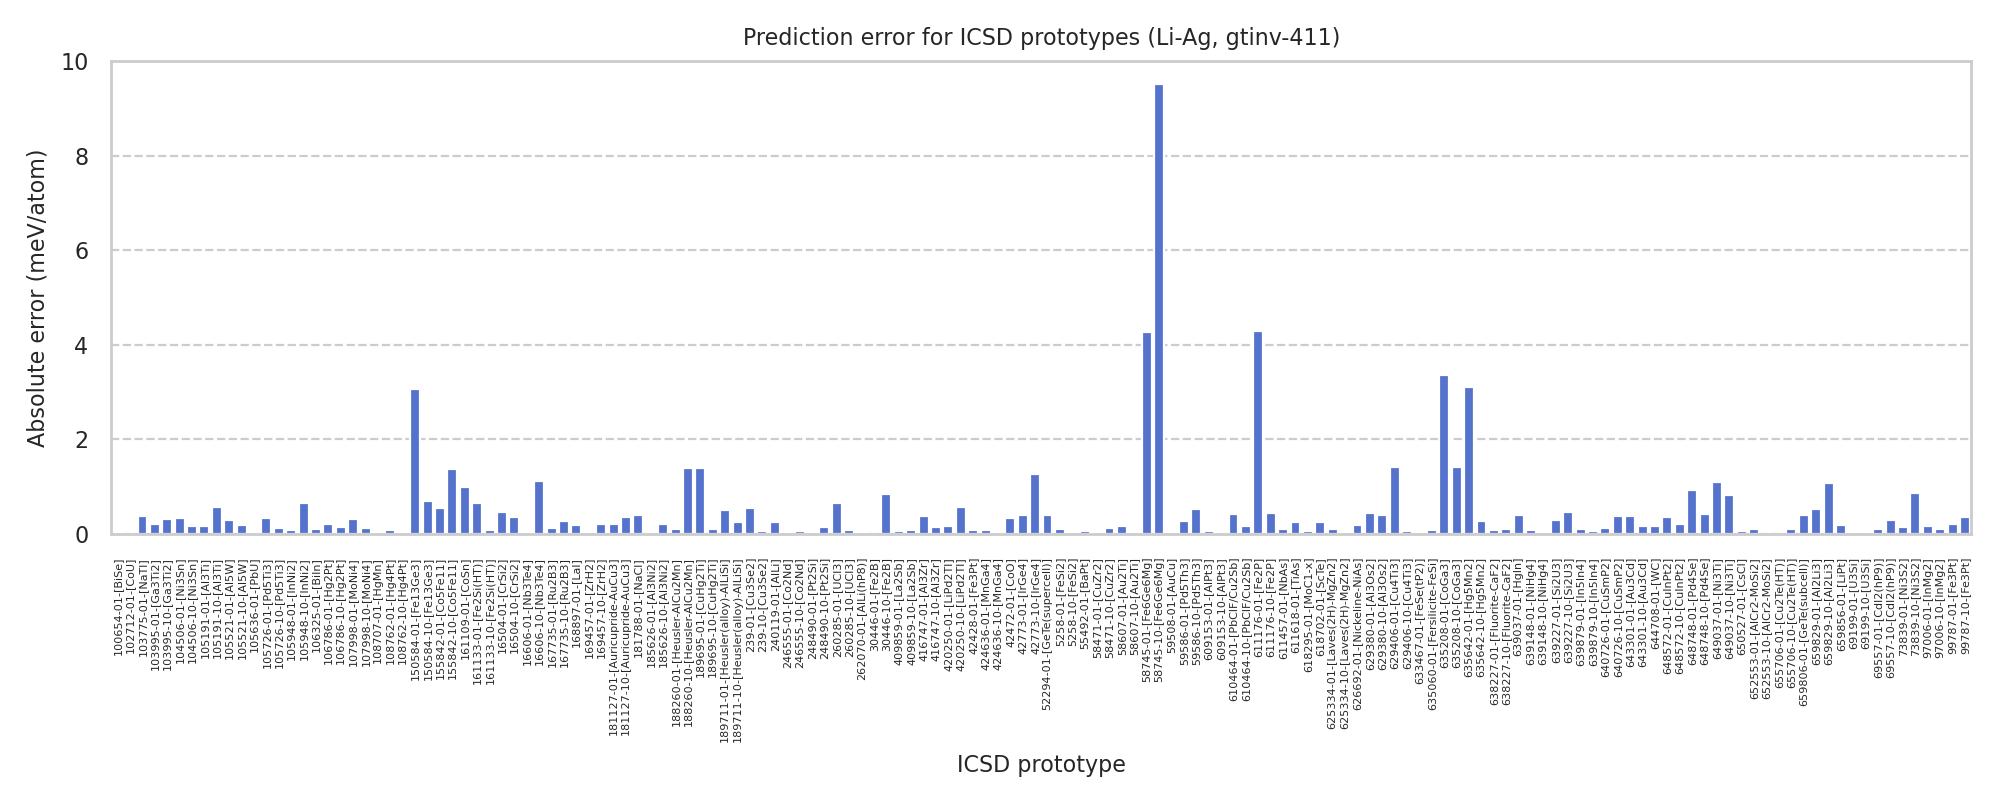 Prediction error for ICSD prototypes (Li-Ag, gtinv-411)
Absolute error (meV/atom)
10
8
6
4
2
0
100654-01-[BiSe]
102712-01-[CoU]
103775-01-[NaTl]
103995-01-[Ga3Ti2]
103995-10-[Ga3Ti2]
104506-01-[Ni3Sn]
104506-10-[Ni3Sn]
105191-01-[Al3Ti]
105191-10-[Al3Ti]
105521-01-[Al5W]
105521-10-[Al5W]
105636-01-[PbU]
105726-01-[Pd5Ti3]
105726-10-[Pd5Ti3]
105948-01-[InNi2]
105948-10-[InNi2]
106325-01-[BiIn]
106786-01-[Hg2Pt]
106786-10-[Hg2Pt]
107998-01-[MoNi4]
107998-10-[MoNi4]
108707-01-[HgMn]
108762-01-[Hg4Pt]
108762-10-[Hg4Pt]
150584-01-[Fe13Ge3]
150584-10-[Fe13Ge3]
155842-01-[Co5Fe11]
155842-10-[Co5Fe11]
161109-01-[CoSn]
161133-01-[Fe2Si(HT)]
161133-10-[Fe2Si(HT)]
16504-01-[CrSi2]
16504-10-[CrSi2]
16606-01-[Nb3Te4]
16606-10-[Nb3Te4]
167735-01-[Ru2B3]
167735-10-[Ru2B3]
168897-01-[LaI]
169457-01-[ZrH2]
169457-10-[ZrH2]
181127-01-[Auricupride-AuCu3]
181127-10-[Auricupride-AuCu3]
181788-01-[NaCl]
185626-01-[Al3Ni2]
185626-10-[Al3Ni2]
188260-01-[Heusler-AlCu2Mn]
188260-10-[Heusler-AlCu2Mn]
189695-01-[CuHg2Ti]
189695-10-[CuHg2Ti]
189711-01-[Heusler(alloy)-AlLiSi]
189711-10-[Heusler(alloy)-AlLiSi]
239-01-[Cu3Se2]
239-10-[Cu3Se2]
240119-01-[AlLi]
246555-01-[Co2Nd]
246555-10-[Co2Nd]
248490-01-[Pt2Si]
248490-10-[Pt2Si]
260285-01-[UCl3]
260285-10-[UCl3]
262070-01-[AlLi(hP8)]
30446-01-[Fe2B]
30446-10-[Fe2B]
409859-01-[La2Sb]
409859-10-[La2Sb]
416747-01-[Al3Zr]
416747-10-[Al3Zr]
420250-01-[LiPd2Tl]
420250-10-[LiPd2Tl]
42428-01-[Fe3Pt]
424636-01-[MnGa4]
424636-10-[MnGa4]
42472-01-[CoO]
42773-01-[IrGe4]
42773-10-[IrGe4]
52294-01-[GeTe(supercell)]
5258-01-[FeSi2]
5258-10-[FeSi2]
55492-01-[BaPt]
58471-01-[CuZr2]
58471-10-[CuZr2]
58607-01-[Au2Ti]
58607-10-[Au2Ti]
58745-01-[Fe6Ge6Mg]
58745-10-[Fe6Ge6Mg]
59508-01-[AuCu]
59586-01-[Pd5Th3]
59586-10-[Pd5Th3]
609153-01-[AlPt3]
609153-10-[AlPt3]
610464-01-[PbClF/Cu2Sb]
610464-10-[PbClF/Cu2Sb]
611176-01-[Fe2P]
611176-10-[Fe2P]
611457-01-[NbAs]
611618-01-[TiAs]
618295-01-[MoC1-x]
618702-01-[ScTe]
625334-01-[Laves(2H)-MgZn2]
625334-10-[Laves(2H)-MgZn2]
626692-01-[Nickeline-NiAs]
629380-01-[Al3Os2]
629380-10-[Al3Os2]
629406-01-[Cu4Ti3]
629406-10-[Cu4Ti3]
633467-01-[FeSe(tP2)]
635060-01-[Fersilicite-FeSi]
635208-01-[CoGa3]
635208-10-[CoGa3]
635642-01-[Hg5Mn2]
635642-10-[Hg5Mn2]
638227-01-[Fluorite-CaF2]
638227-10-[Fluorite-CaF2]
639037-01-[HgIn]
639148-01-[NiHg4]
639148-10-[NiHg4]
639227-01-[Si2U3]
639227-10-[Si2U3]
639879-01-[In5In4]
639879-10-[In5In4]
640726-01-[CuSmP2]
640726-10-[CuSmP2]
643301-01-[Au3Cd]
643301-10-[Au3Cd]
644708-01-[WC]
648572-01-[CuInPt2]
648572-10-[CuInPt2]
648748-01-[Pd4Se]
648748-10-[Pd4Se]
649037-01-[Ni3Ti]
649037-10-[Ni3Ti]
650527-01-[CsCl]
652553-01-[AlCr2-MoSi2]
652553-10-[AlCr2-MoSi2]
655706-01-[Cu2Te(HT)]
655706-10-[Cu2Te(HT)]
659806-01-[GeTe(subcell)]
659829-01-[Al2Li3]
659829-10-[Al2Li3]
659856-01-[LiPt]
69199-01-[U3Si]
69199-10-[U3Si]
69557-01-[CdI2(hP9)]
69557-10-[CdI2(hP9)]
73839-01-[Ni3S2]
73839-10-[Ni3S2]
97006-01-[InMg2]
97006-10-[InMg2]
99787-01-[Fe3Pt]
99787-10-[Fe3Pt]
ICSD prototype